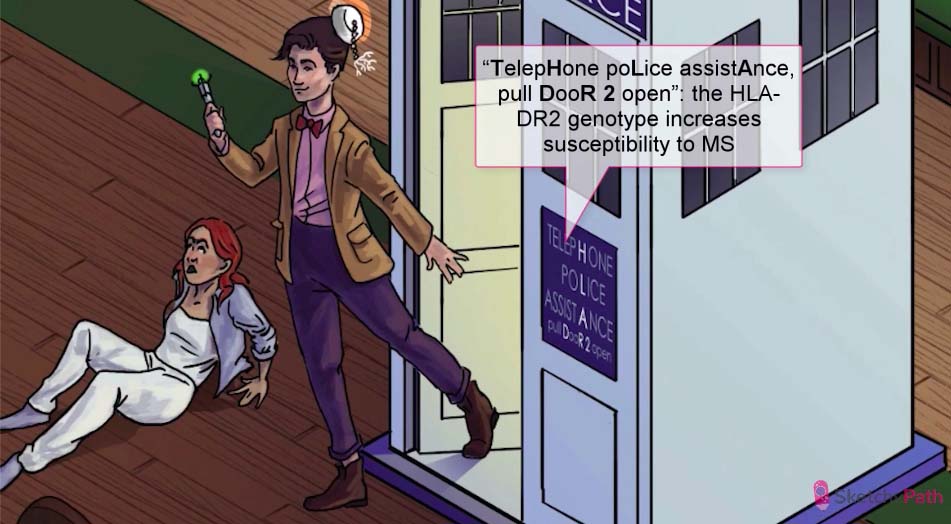 ICE
“TelepHone poLice assistAnce,
pull DooR 2 open”: the HLA-
DR2 genotype increases
susceptibility to MS
TELEPHONE
POLICE
ASSISTANCE
pull DooR 2 open
SketchyPath